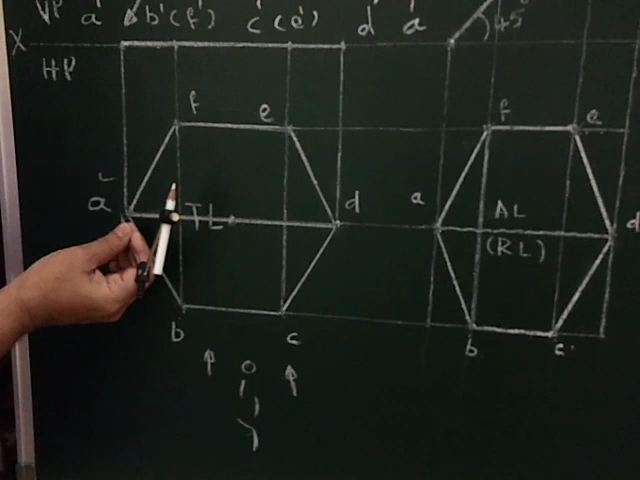 VP a' b'(f') c'(e') d' a' 45°
X
HP
f e f e
a TL d a AL d
(RL)
b c b c